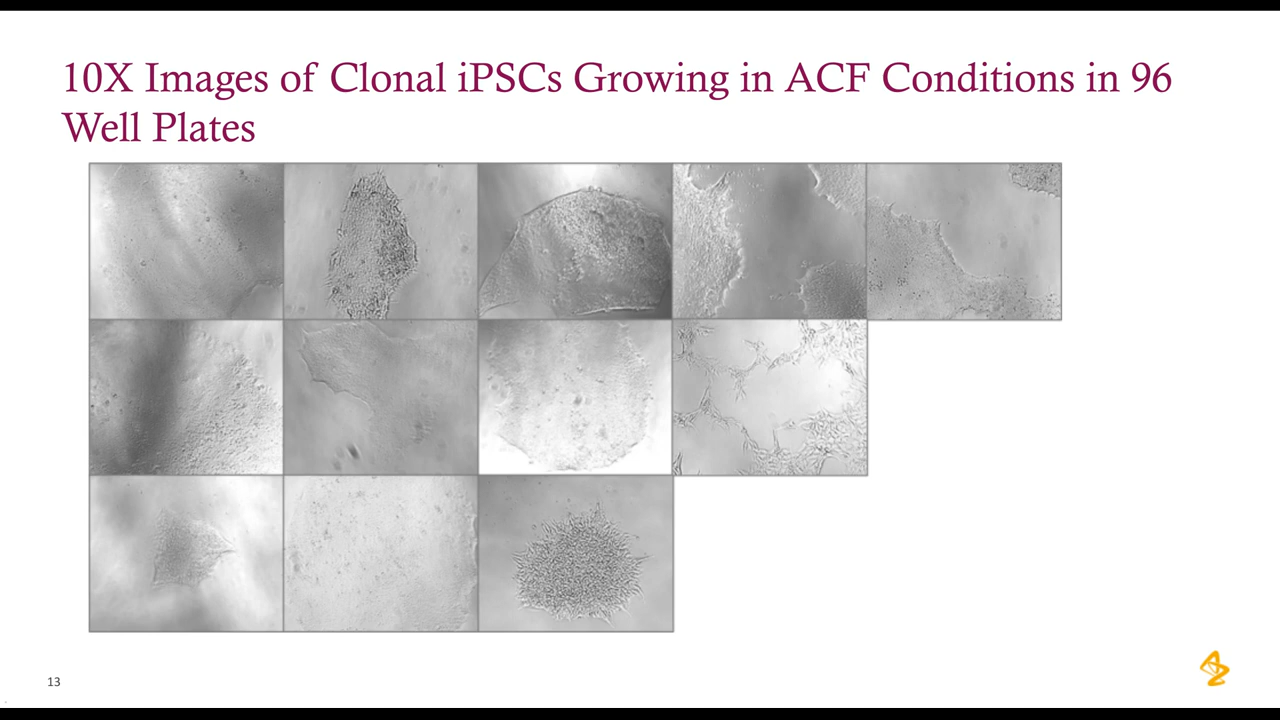 10X Images of Clonal iPSCs Growing in ACF Conditions in 96
Well Plates
13